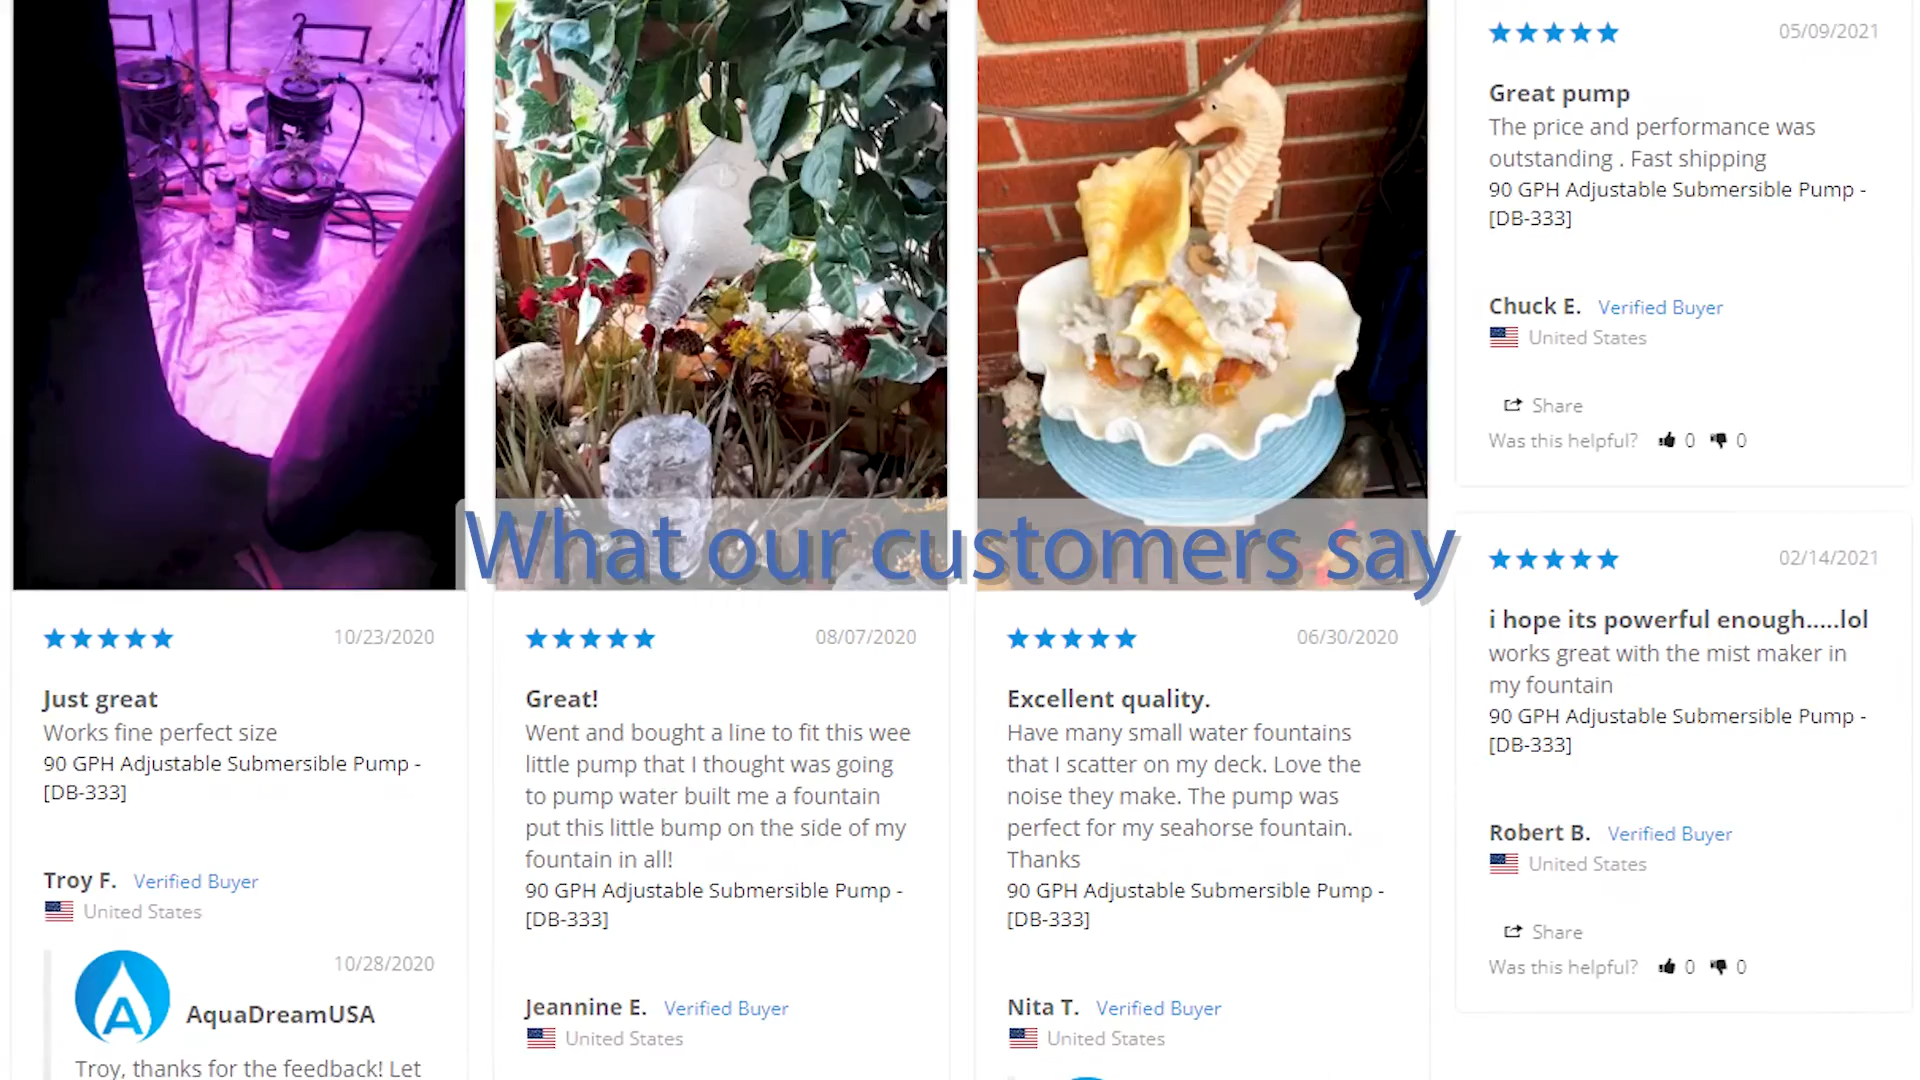 What our customers say
10/23/2020
Just great
Works fine perfect size
90 GPH Adjustable Submersible Pump -
[DB-333]
Troy F. Verified Buyer
United States
10/28/2020
AquaDreamUSA
Troy, thanks for the feedback! Let
08/07/2020
Great!
Went and bought a line to fit this wee
little pump that I thought was going
to pump water built me a fountain
put this little bump on the side of my
fountain in all!
90 GPH Adjustable Submersible Pump -
[DB-333]
Jeannine E. Verified Buyer
United States
06/30/2020
Excellent quality.
Have many small water fountains
that I scatter on my deck. Love the
noise they make. The pump was
perfect for my seahorse fountain.
Thanks
90 GPH Adjustable Submersible Pump -
[DB-333]
Nita T. Verified Buyer
United States
05/09/2021
Great pump
The price and performance was
outstanding . Fast shipping
90 GPH Adjustable Submersible Pump -
[DB-333]
Chuck E. Verified Buyer
United States
Share
Was this helpful? 0 0
02/14/2021
i hope its powerful enough.....lol
works great with the mist maker in
my fountain
90 GPH Adjustable Submersible Pump -
[DB-333]
Robert B. Verified Buyer
United States
Share
Was this helpful? 0 0